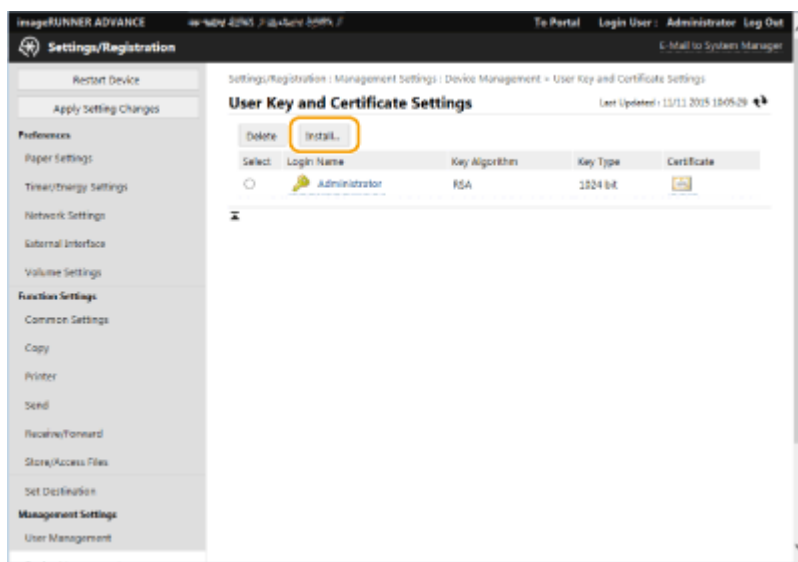 imageRUNNER ADVANCE
To Portal Login User : Administrator Log Out
Settings/Registration
E-Mail to System Manager
Restart Device
Apply Setting Changes
Preferences
Paper Settings
Timer/Energy Settings
Network Settings
External Interface
Volume Settings
Function Settings
Common Settings
Copy
Printer
Send
Receive/Forward
Store/Access Files
Set Destination
Management Settings
User Management
Settings/Registration : Management Settings : Device Management > User Key and Certificate Settings
User Key and Certificate Settings
Last Updated : 11/11 2015 10:05:29
Delete Install...
Select Login Name Key Algorithm Key Type Certificate
Administrator RSA 1024 bit